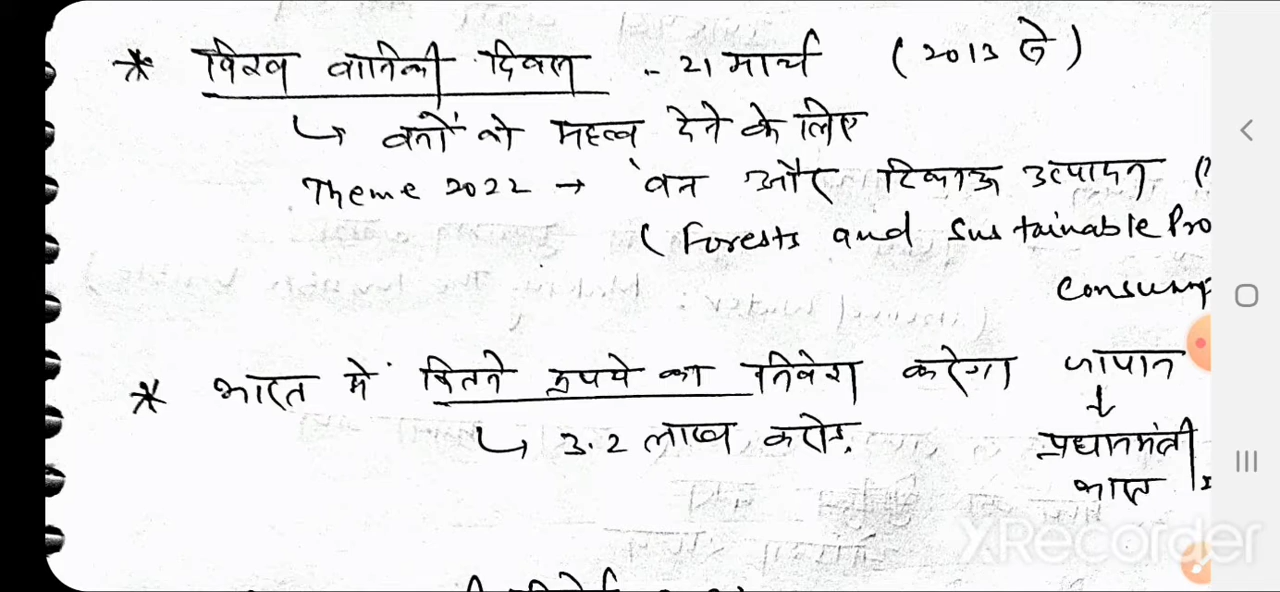 * विश्व वानिकी दिवस - 21 मार्च (2013 से)
↳ वनों को महत्व देने के लिए
Theme 2022 → वन और टिकाऊ उत्पादन (
(Forests and Sustainable Pro
Consump
* भारत में कितने रुपये का निवेश करेगा जापान
↳ 3.2 लाख करोड़ ↓ प्रधानमंत्री
भारत
XRecorder